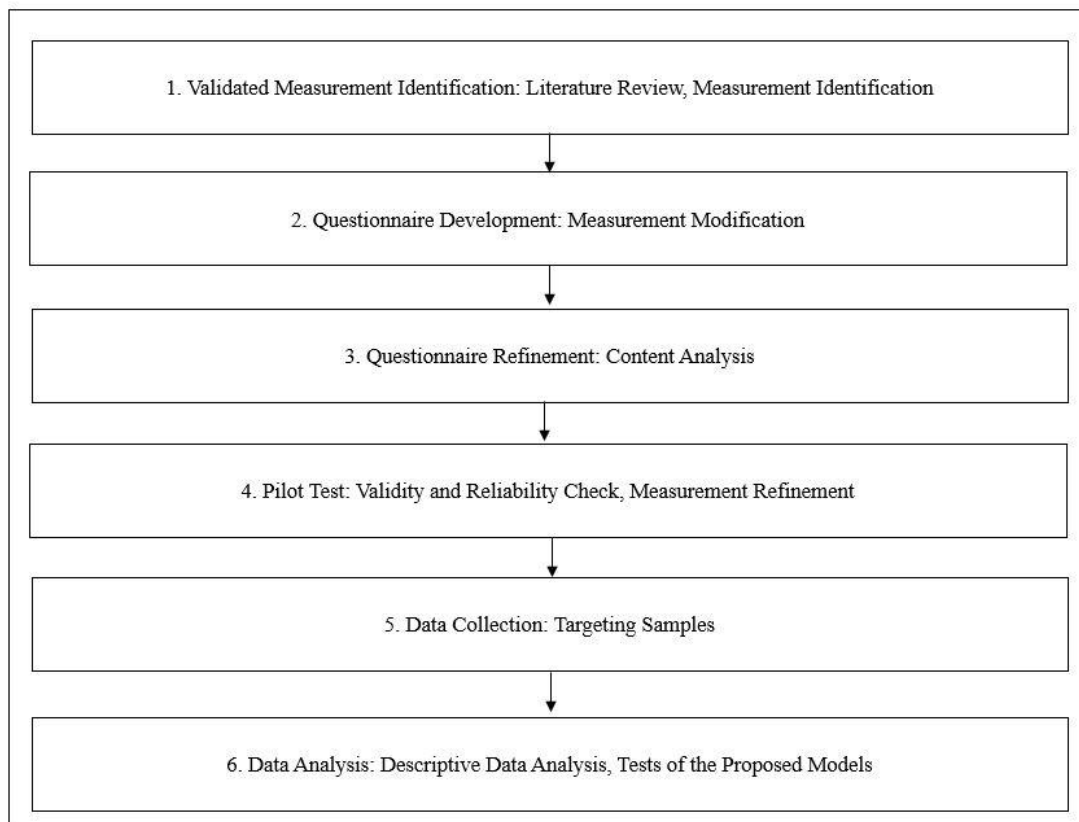 1. Validated Measurement Identification: Literature Review, Measurement Identification
2. Questionnaire Development: Measurement Modification
3. Questionnaire Refinement: Content Analysis
4. Pilot Test: Validity and Reliability Check, Measurement Refinement
5. Data Collection: Targeting Samples
6. Data Analysis: Descriptive Data Analysis, Tests of the Proposed Models